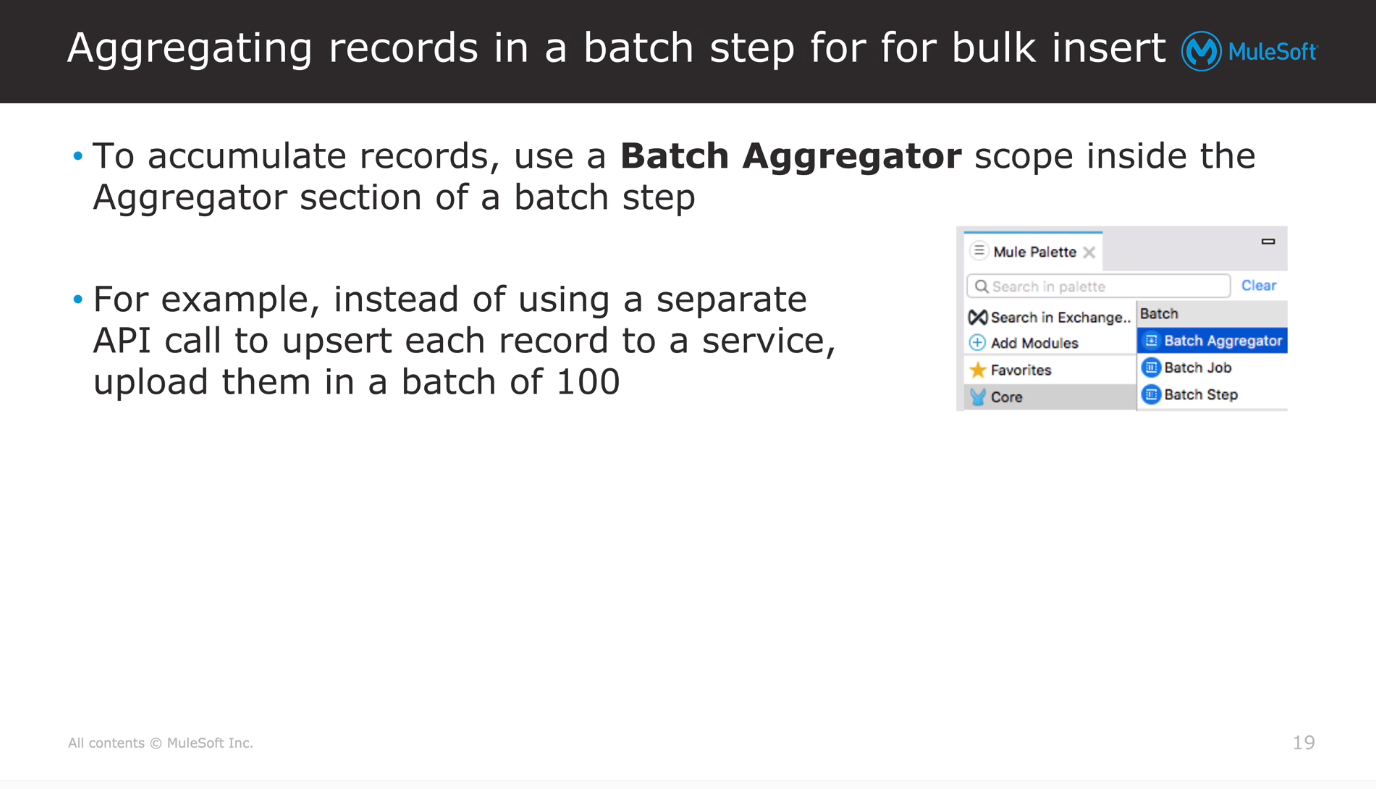 Aggregating records in a batch step for for bulk insert
MuleSoft
• To accumulate records, use a Batch Aggregator scope inside the
Aggregator section of a batch step
• For example, instead of using a separate
API call to upsert each record to a service,
upload them in a batch of 100
Mule Palette
Search in palette
Clear
Search in Exchange..
Add Modules
Favorites
Core
Batch
Batch Aggregator
Batch Job
Batch Step
All contents © MuleSoft Inc.
19